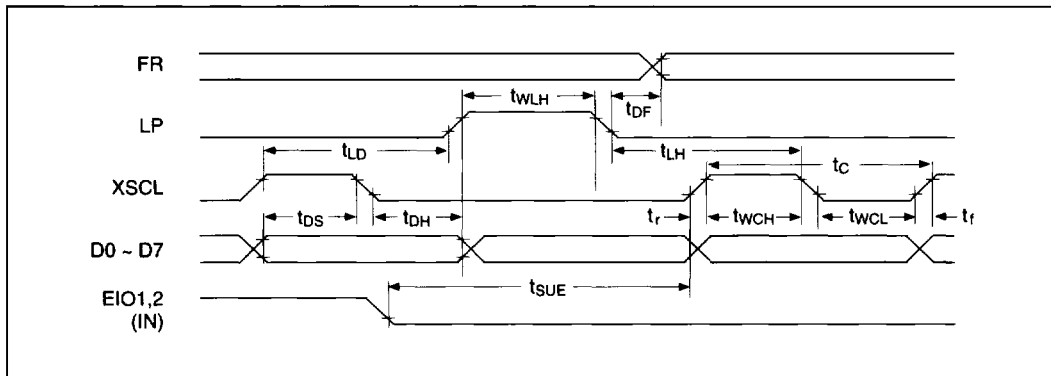 FR
tWLH
tDF
LP
tLD
tLH
tC
XSCL
tDS
tDH
tr
tWCH
tWCL
tf
D0 ~ D7
tSUE
EIO1,2
(IN)